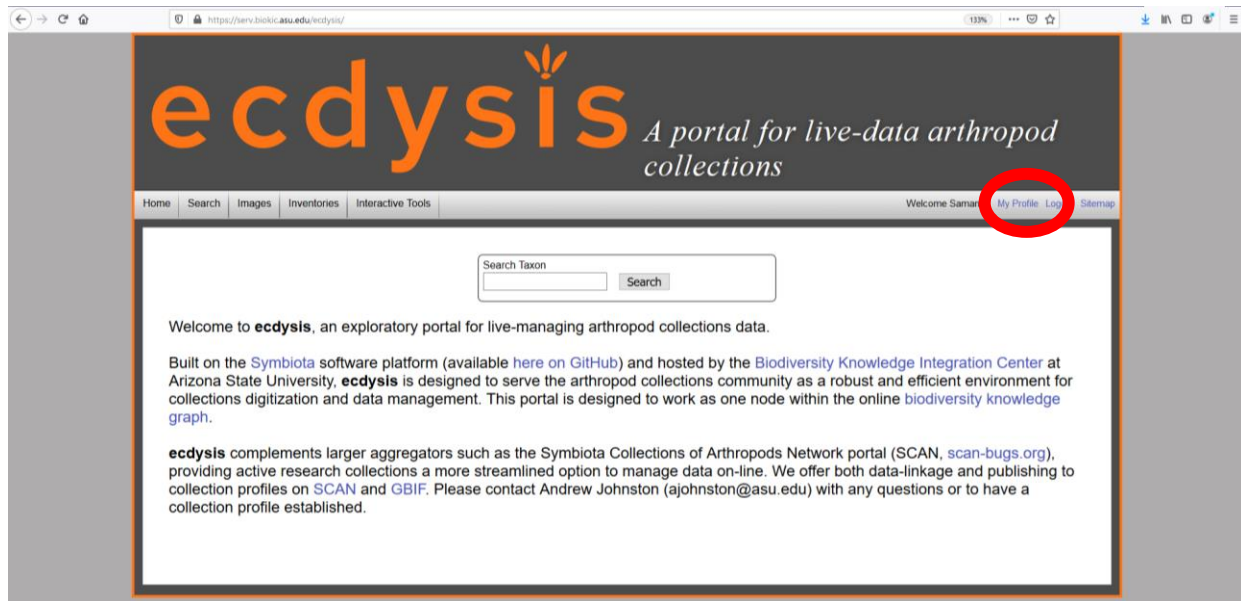 https://serv.biokic.asu.edu/ecdysis/
133%
ecdysis
A portal for live-data arthropod
collections
Home Search Images Inventories Interactive Tools Welcome My Profile Sitemap
Search Taxon
Search
Welcome to ecdysis, an exploratory portal for live-managing arthropod collections data.
Built on the Symbiota software platform (available here on GitHub) and hosted by the Biodiversity Knowledge Integration Center at
Arizona State University, ecdysis is designed to serve the arthropod collections community as a robust and efficient environment for
collections digitization and data management. This portal is designed to work as one node within the online biodiversity knowledge
graph.
ecdysis complements larger aggregators such as the Symbiota Collections of Arthropods Network portal (SCAN, scan-bugs.org),
providing active research collections a more streamlined option to manage data on-line. We offer both data-linkage and publishing to
collection profiles on SCAN and GBIF. Please contact Andrew Johnston (ajohnston@asu.edu) with any questions or to have a
collection profile established.